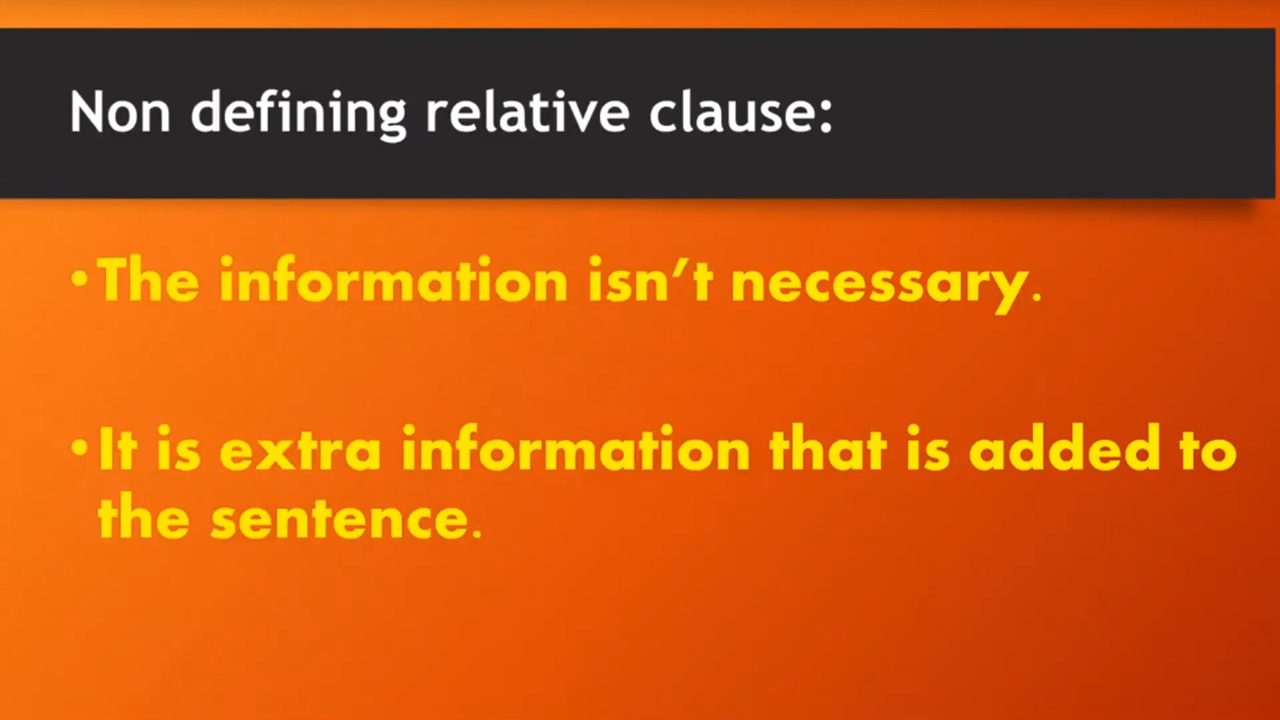 Non defining relative clause:
•The information isn’t necessary.
•It is extra information that is added to
the sentence.